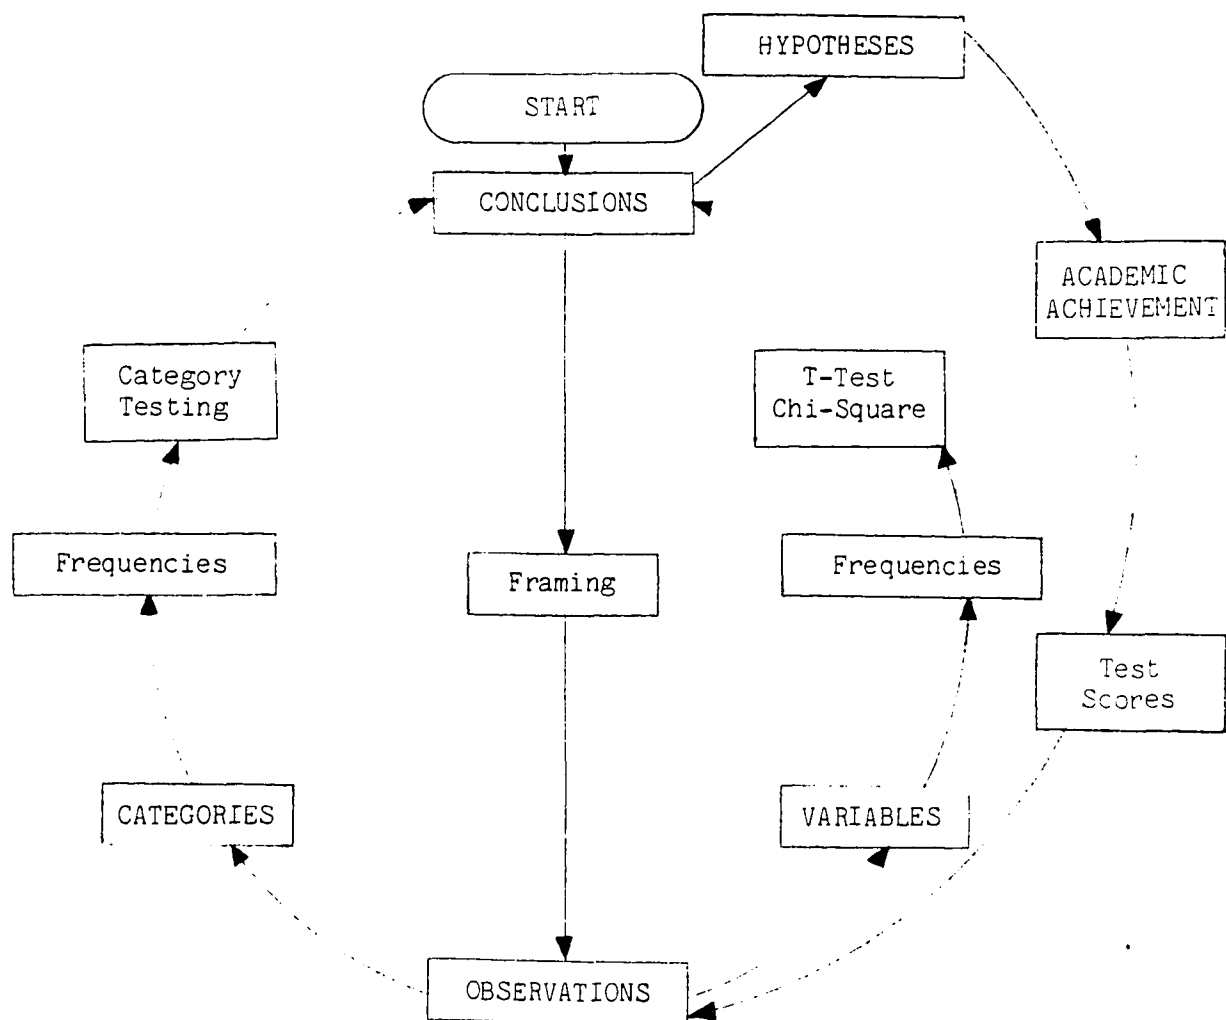 HYPOTHESES
START
CONCLUSIONS
ACADEMIC
ACHIEVEMENT
Category
Testing
T-Test
Chi-Square
Frequencies
Framing
Frequencies
Test
Scores
CATEGORIES
VARIABLES
OBSERVATIONS